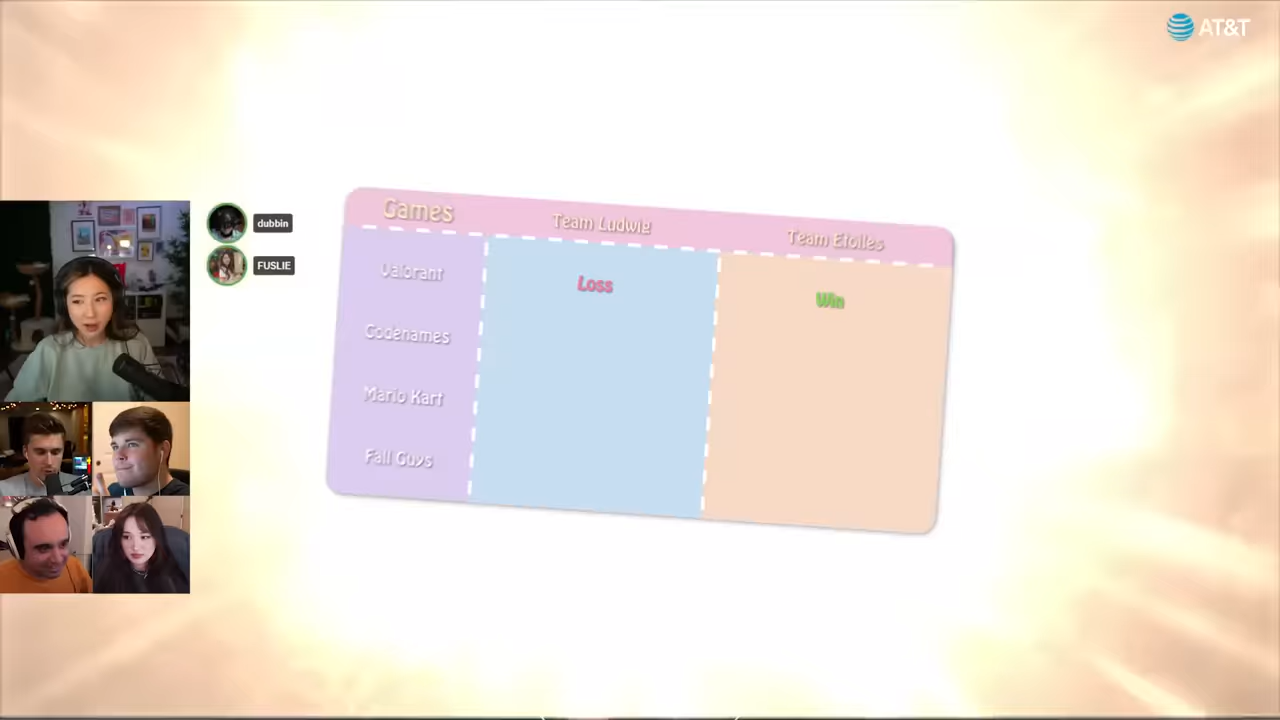 AT&T
dubbin
FUSLIE
Games Team Ludwig Team Etoiles
Valorant Loss Win
Codenames
Mario Kart
Fall Guys